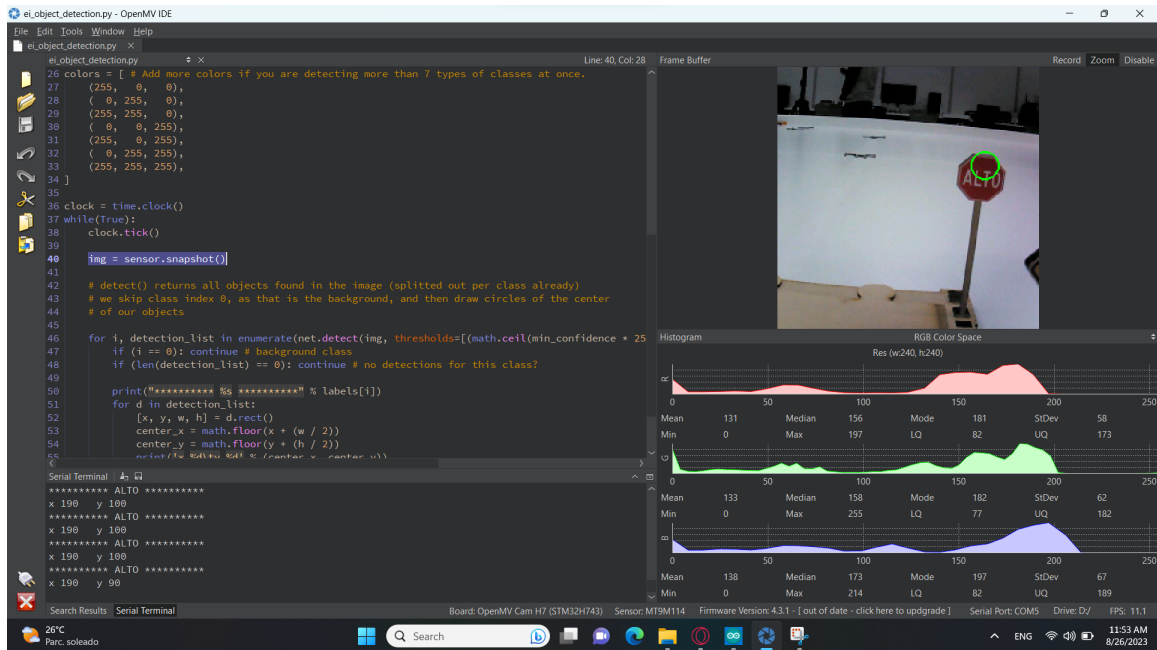 ei_object_detection.py - OpenMV IDE
File Edit Tools Window Help
ei_object_detection.py
ei_object_detection.py Line: 40, Col: 28
26 colors = [ # Add more colors if you are detecting more than 7 types of classes at once.
27 (255, 0, 0),
28 ( 0, 255, 0),
29 (255, 255, 0),
30 ( 0, 0, 255),
31 (255, 0, 255),
32 ( 0, 255, 255),
33 (255, 255, 255),
34 ]
35
36 clock = time.clock()
37 while(True):
38 clock.tick()
39
40 img = sensor.snapshot()
41
42 # detect() returns all objects found in the image (splitted out per class already)
43 # we skip class index 0, as that is the background, and then draw circles of the center
44 # of our objects
45
46 for i, detection_list in enumerate(net.detect(img, thresholds=[(math.ceil(min_confidence * 25
47 if (i == 0): continue # background class
48 if (len(detection_list) == 0): continue # no detections for this class?
49
50 print("********** %s **********" % labels[i])
51 for d in detection_list:
52 [x, y, w, h] = d.rect()
53 center_x = math.floor(x + (w / 2))
54 center_y = math.floor(y + (h / 2))
55 print('x %d\ty %d' % (center_x, center_y))
Serial Terminal
********** ALTO **********
x 190 y 100
********** ALTO **********
x 190 y 100
********** ALTO **********
x 190 y 100
********** ALTO **********
x 190 y 90
Search Results Serial Terminal
Frame Buffer Record Zoom Disable
ALTO
Histogram RGB Color Space
Res (w:240, h:240)
R
0 50 100 150 200 250
Mean 131 Median 156 Mode 181 StDev 58
Min 0 Max 197 LQ 82 UQ 173
G
0 50 100 150 200 250
Mean 133 Median 158 Mode 182 StDev 62
Min 0 Max 255 LQ 77 UQ 182
B
0 50 100 150 200 250
Mean 138 Median 173 Mode 197 StDev 67
Min 0 Max 214 LQ 82 UQ 189
Board: OpenMV Cam H7 (STM32H743) Sensor: MT9M114 Firmware Version: 4.3.1 - [ out of date - click here to updgrade ] Serial Port: COM5 Drive: D:/ FPS: 11.1
26°C
Parc. soleado
Search
ENG
11:53 AM
8/26/2023